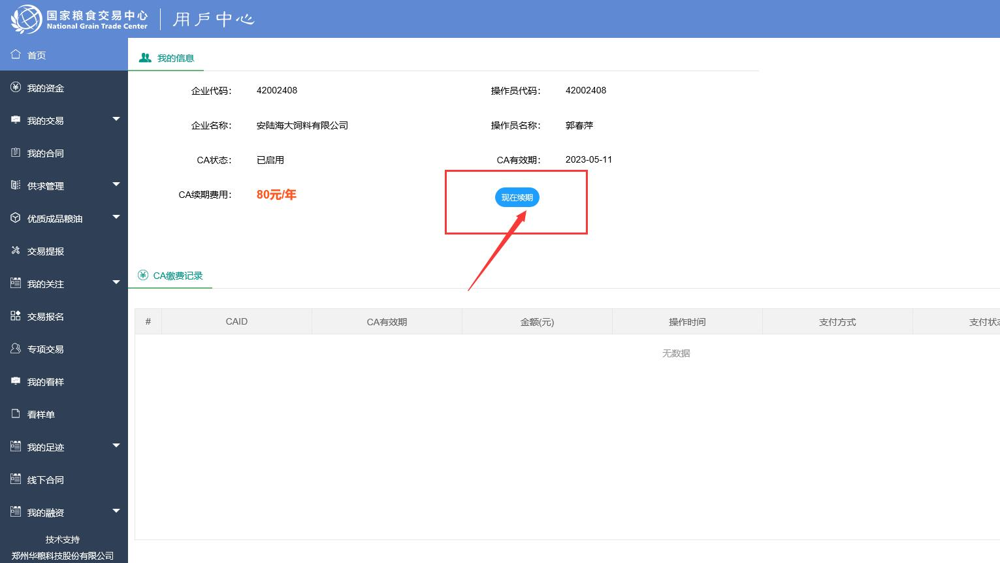 国家粮食交易中心
National Grain Trade Center
用户中心
首页
我的资金
我的交易
我的合同
供求管理
优质成品粮油
交易提报
我的关注
交易报名
专项交易
我的看样
看样单
我的足迹
线下合同
我的融资
技术支持
郑州华粮科技股份有限公司
我的信息
企业代码： 42002408 操作员代码： 42002408
企业名称： 安陆海大饲料有限公司 操作员名称： 郭春萍
CA状态： 已启用 CA有效期： 2023-05-11
CA续期费用： 80元/年 现在续期
CA缴费记录
# CAID CA有效期 金额(元) 操作时间 支付方式 支付状态
无数据